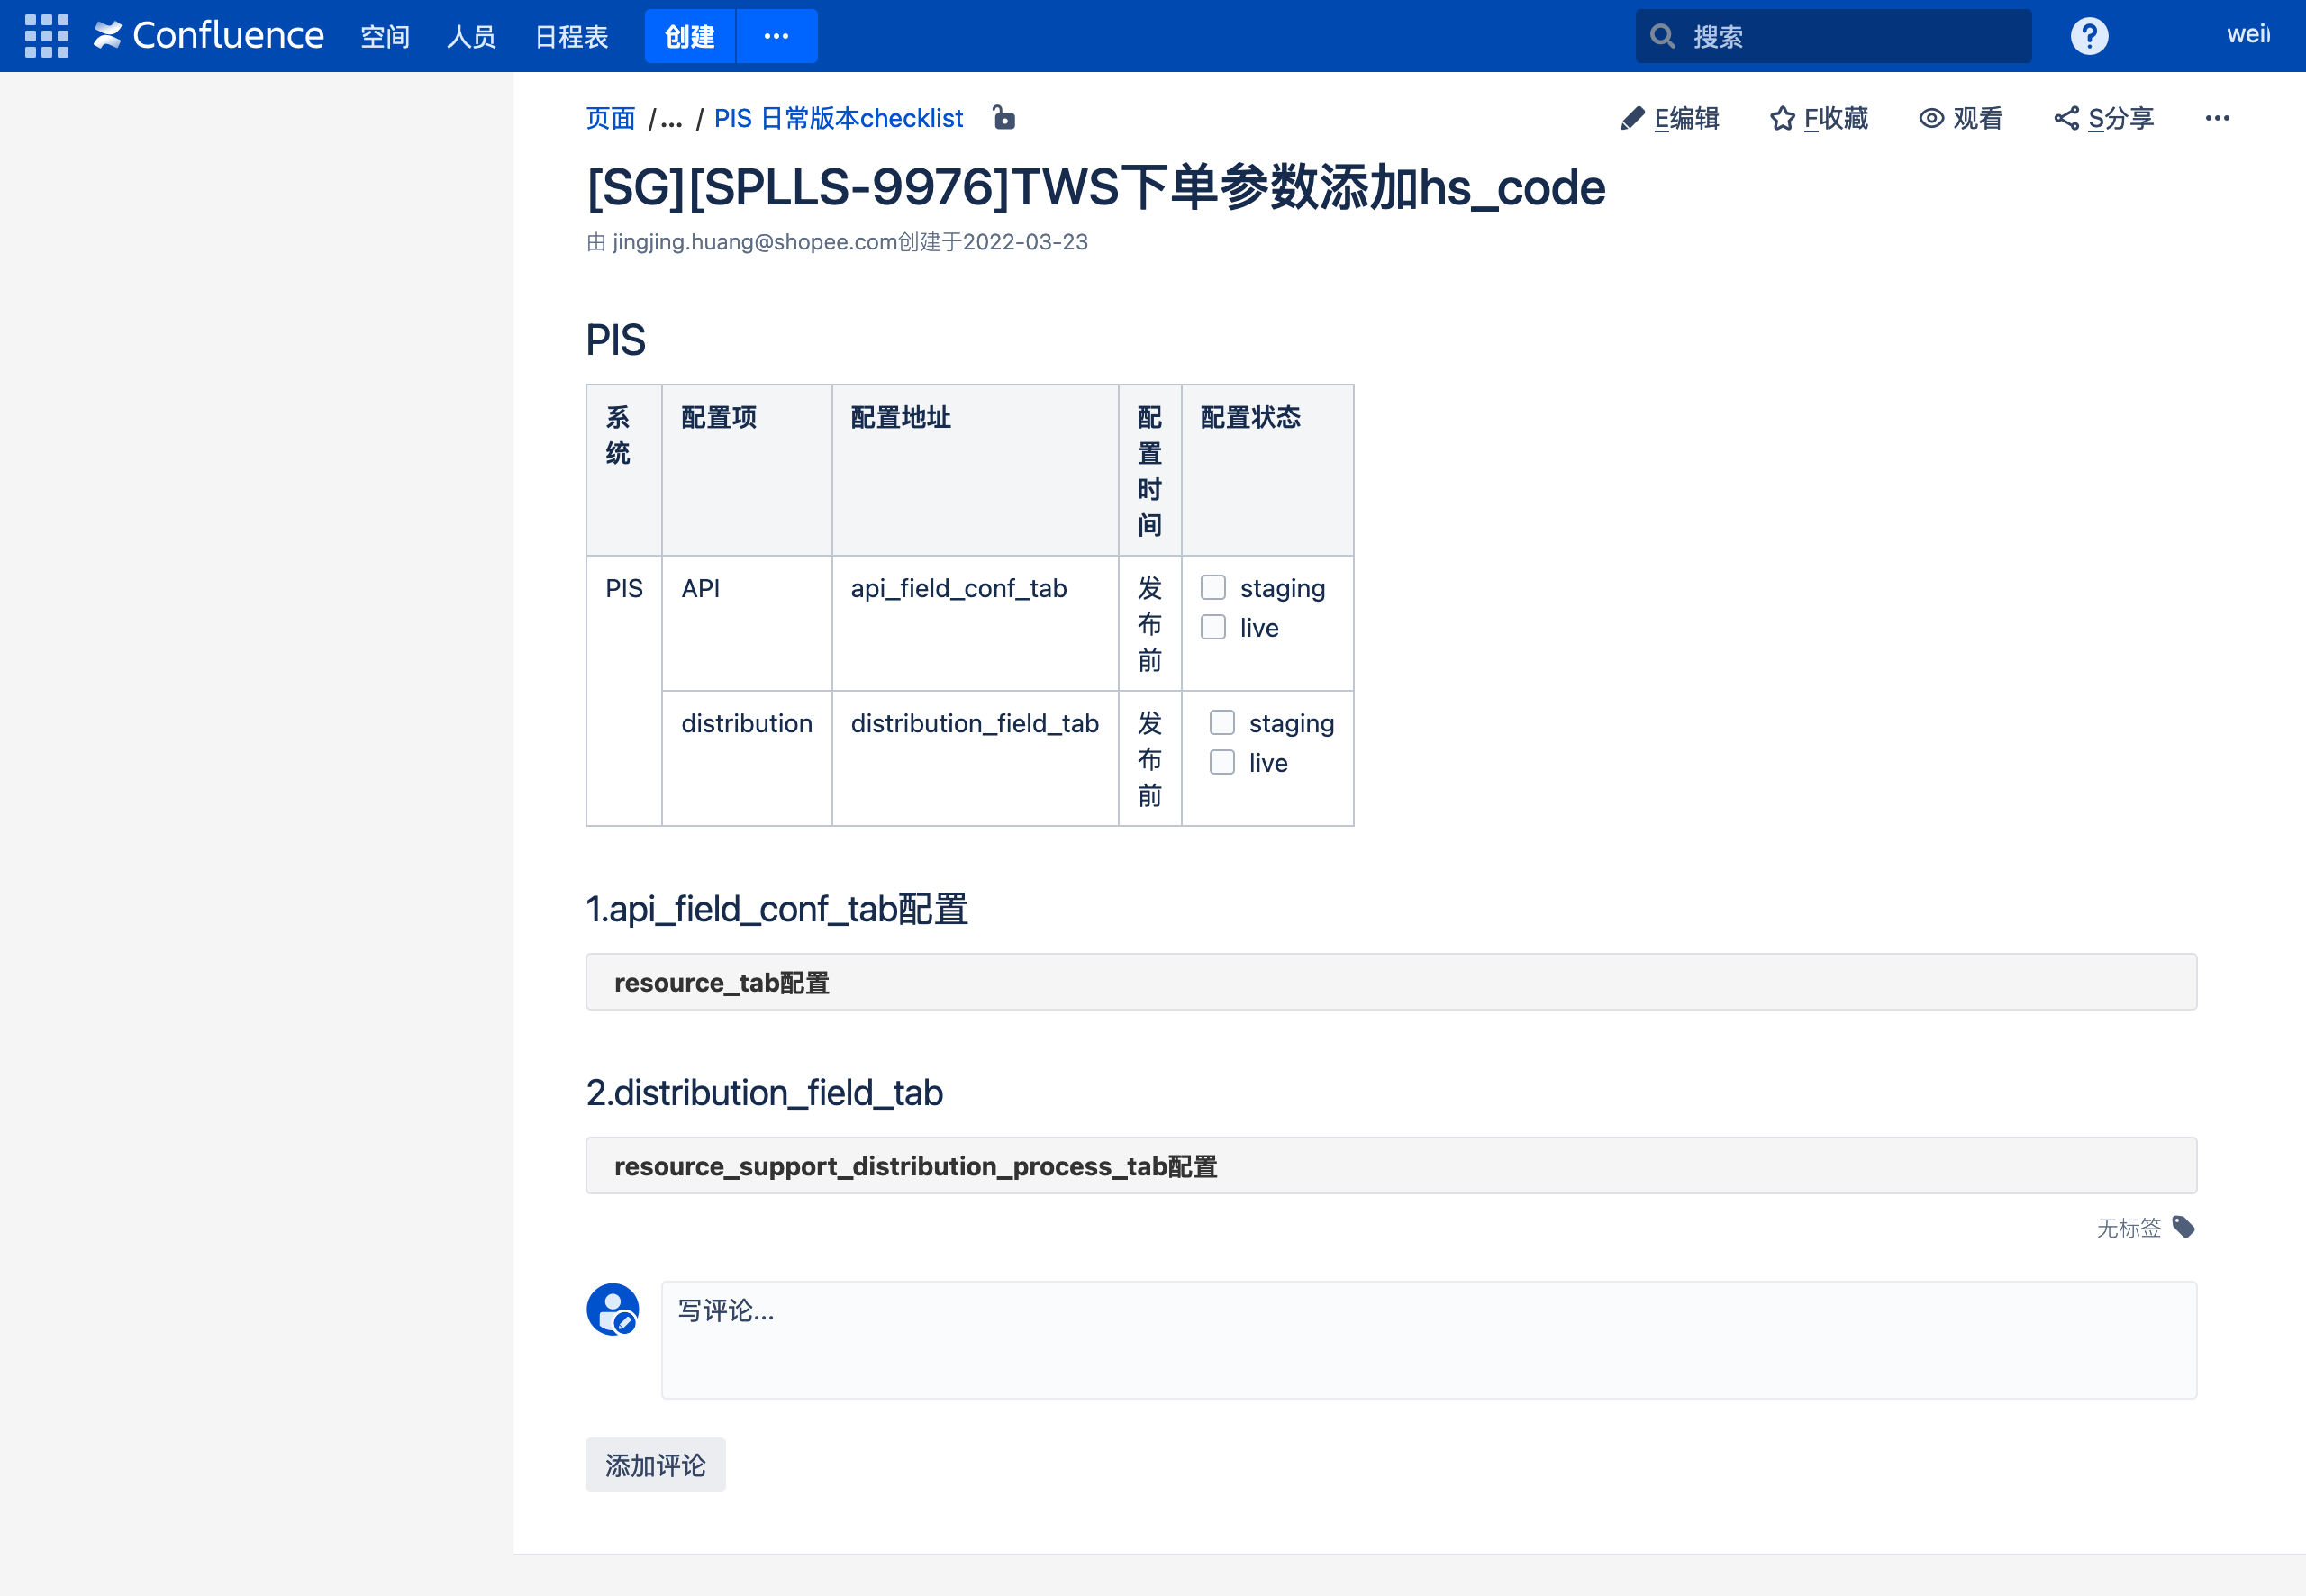 Confluence 空间 人员 日程表 创建 ··· 搜索 ? wei
页面 /... / PIS 日常版本checklist E编辑 F收藏 观看 S分享 ···
[SG][SPLLS-9976]TWS下单参数添加hs_code
由 jingjing.huang@shopee.com创建于2022-03-23
PIS
系统 配置项 配置地址 配置时间 配置状态
PIS API api_field_conf_tab 发布前 staging
live
distribution distribution_field_tab 发布前 staging
live
1.api_field_conf_tab配置
resource_tab配置
2.distribution_field_tab
resource_support_distribution_process_tab配置
无标签
写评论...
添加评论